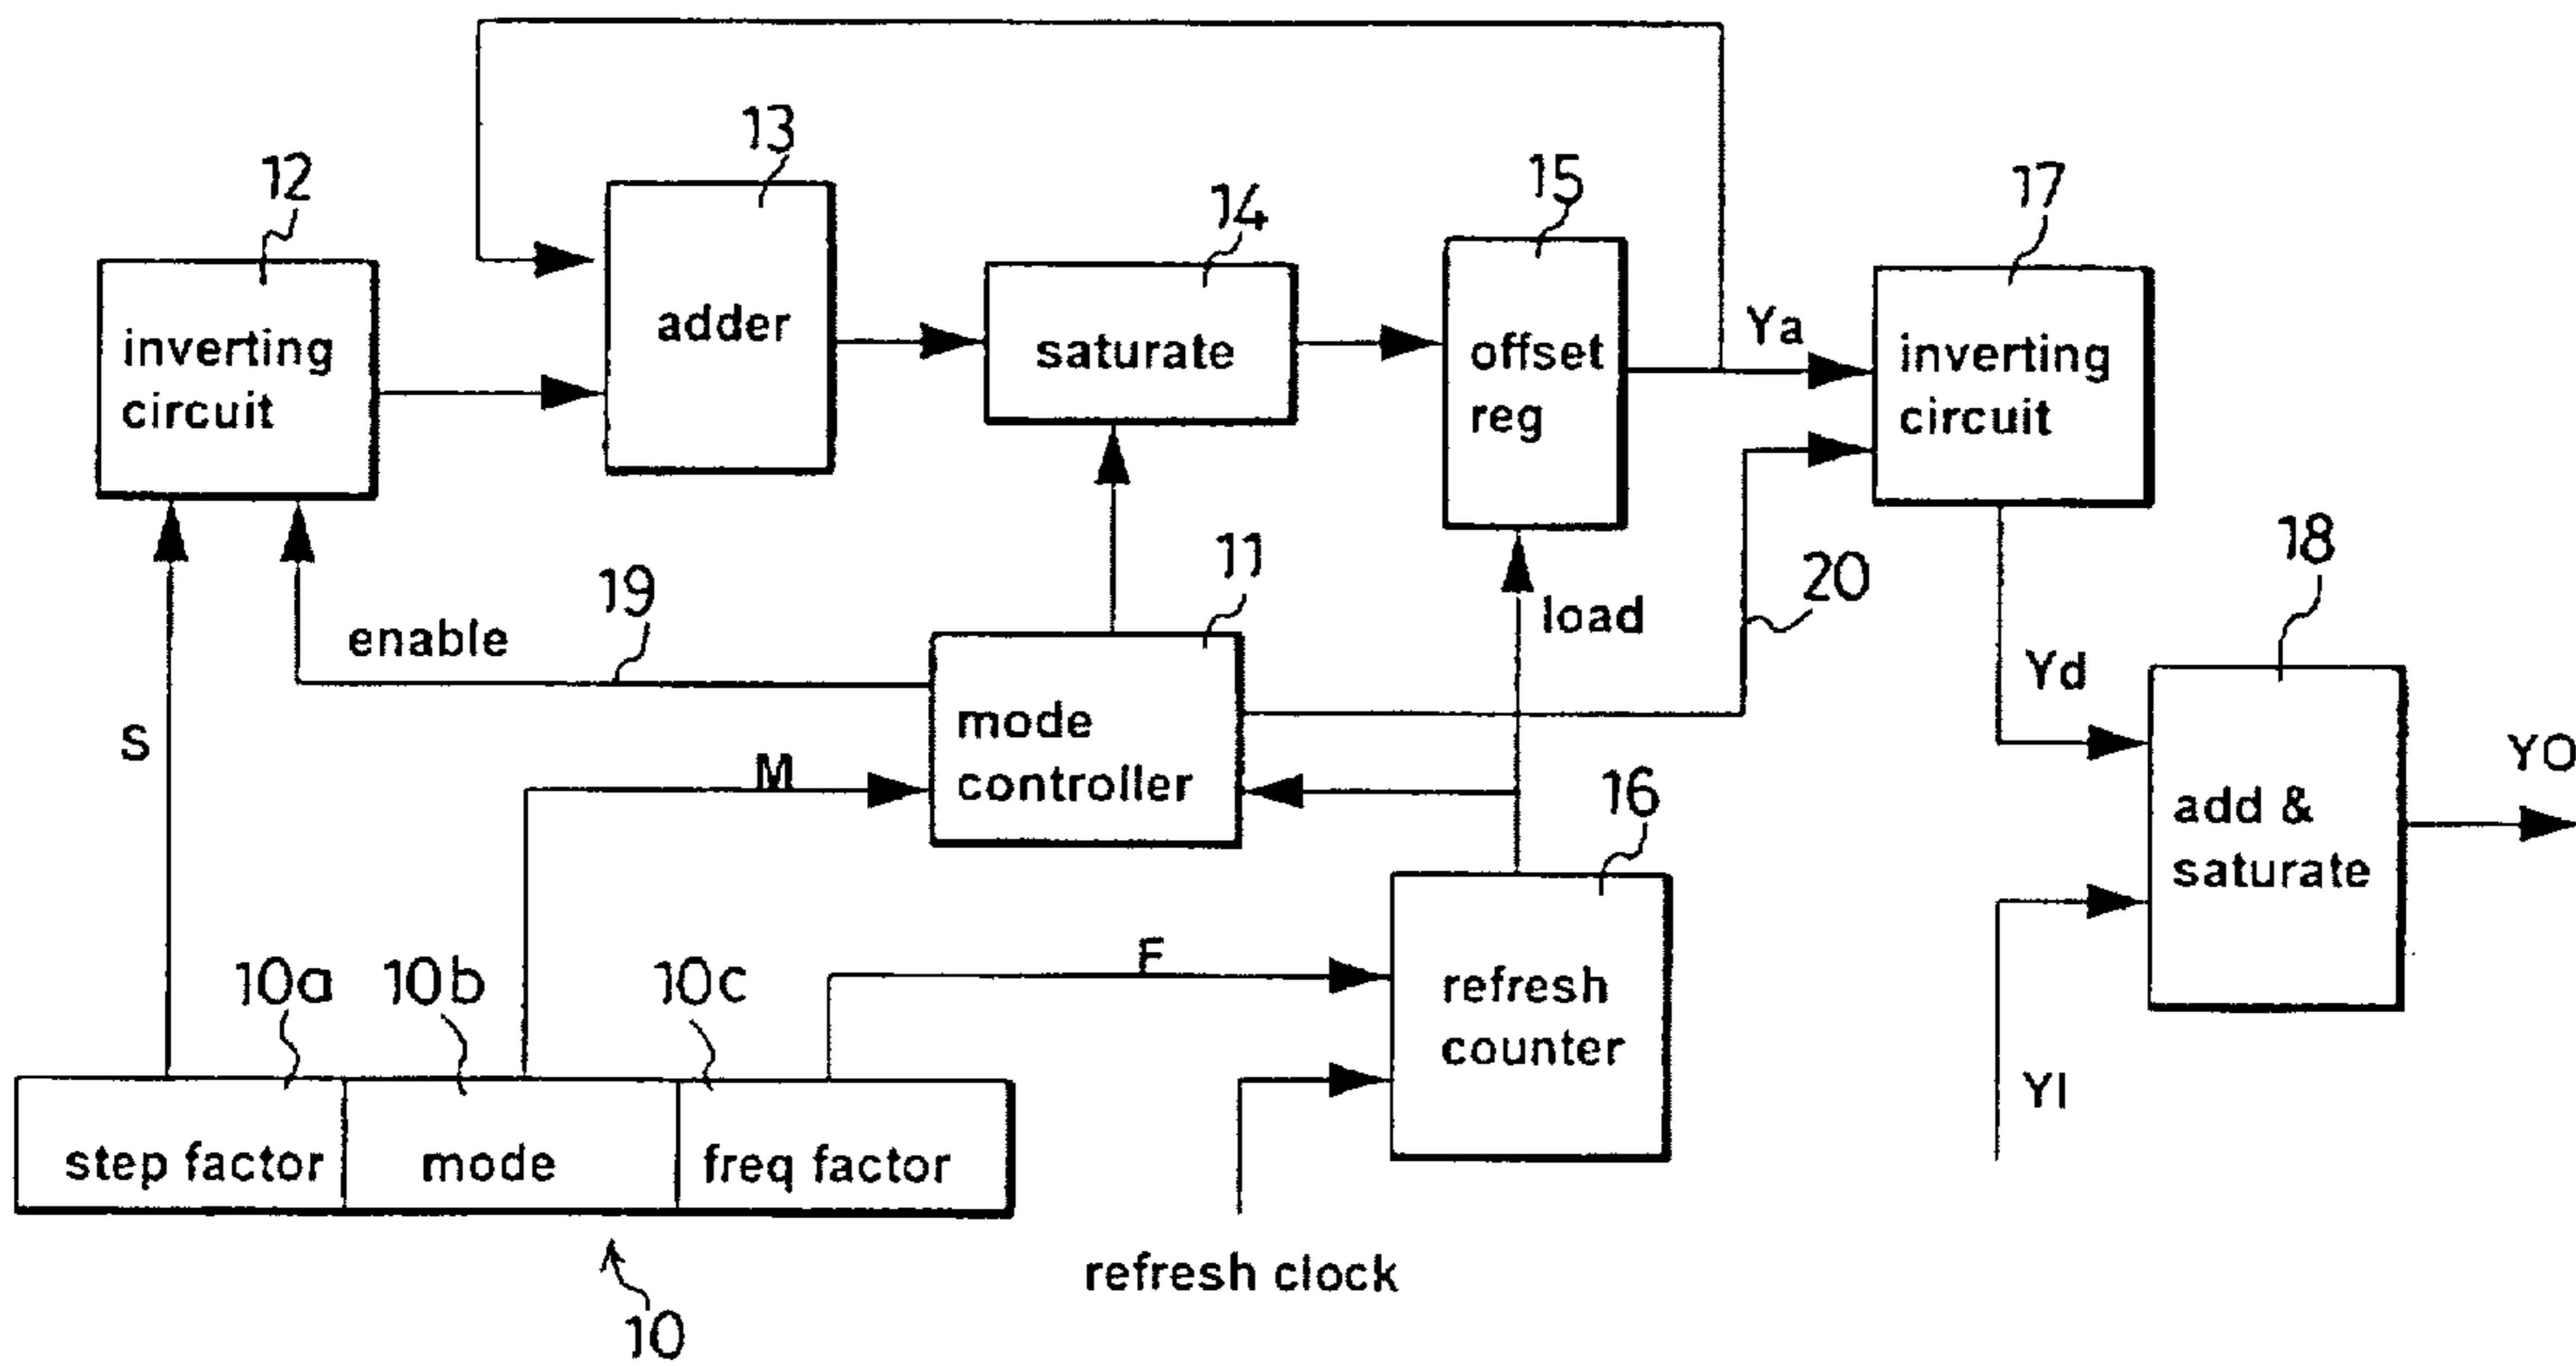 13
12
15
17
14
inverting
circuit
adder
saturate
offset
reg
Ya
inverting
circuit
11
18
19
20
enable
load
Yd
S
mode
controller
M
16
YO
add &
saturate
10a
10b
10c
F
refresh
counter
YI
step factor
mode
freq factor
refresh clock
10